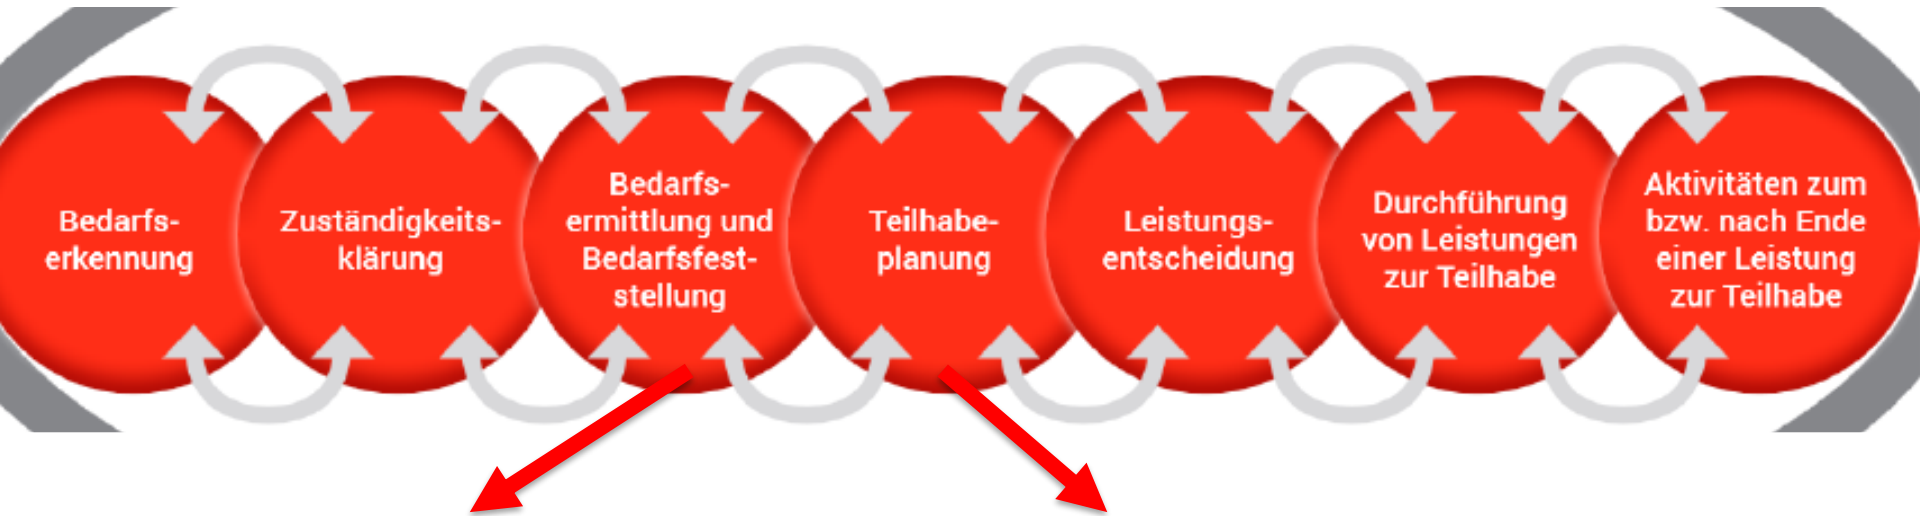 Bedarfs-
erkennung
Zuständigkeits-
klärung
Bedarfs-
ermittlung und
Bedarfsfest-
stellung
Teilhabe-
planung
Leistungs-
entscheidung
Durchführung
von Leistungen
zur Teilhabe
Aktivitäten zum
bzw. nach Ende
einer Leistung
zur Teilhabe